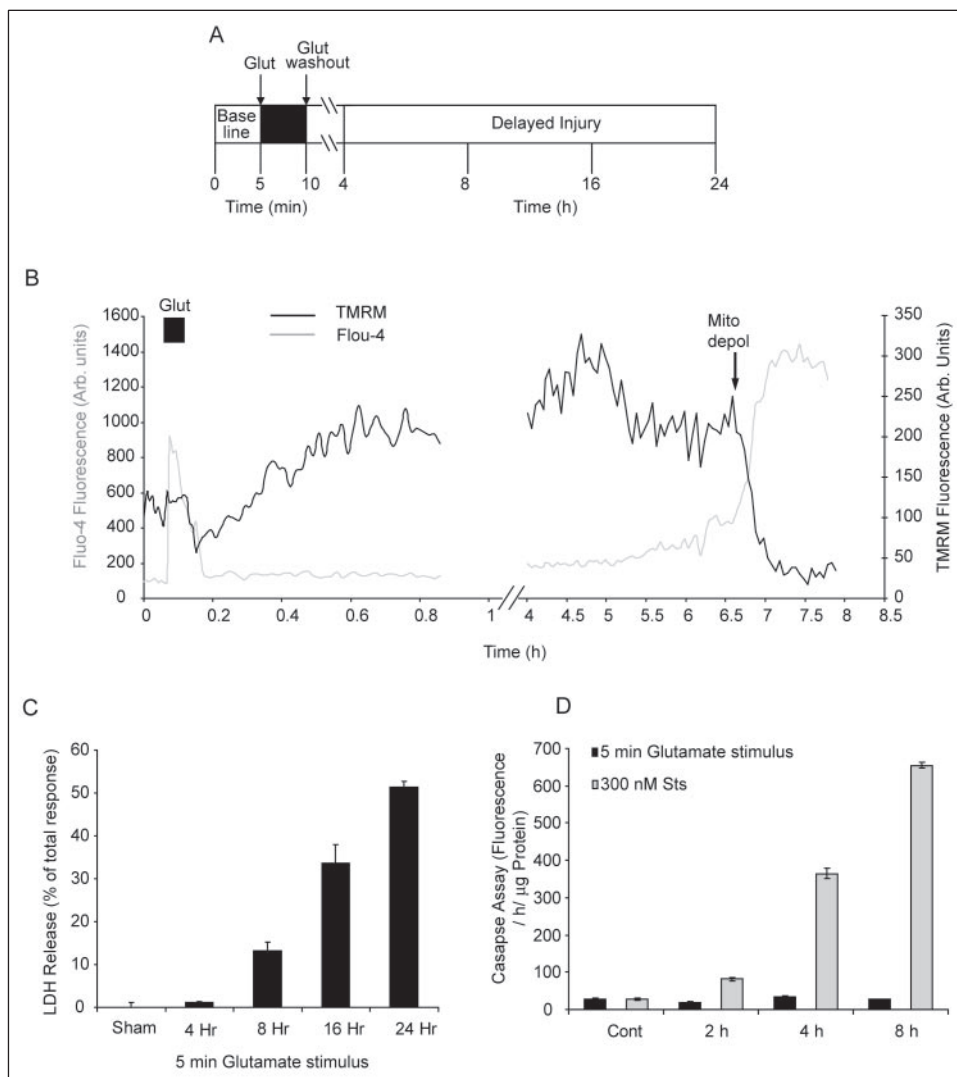 A
Glut
Glut
washout
Base
line
Delayed Injury
0 5 10 4 8 16 24
Time (min) Time (h)
B
Glut
TMRM
Flou-4
Mito
depol
Fluo-4 Fluorescence (Arb. units)
1600
1400
1200
1000
800
600
400
200
0
350
300
250
200
150
100
50
0
TMRM Fluorescence (Arb. Units)
0 0.2 0.4 0.6 0.8 1 4 4.5 5 5.5 6 6.5 7 7.5 8 8.5
Time (h)
C
LDH Release (% of total response)
60
50
40
30
20
10
0
Sham 4 Hr 8 Hr 16 Hr 24 Hr
5 min Glutamate stimulus
D
5 min Glutamate stimulus
300 nM Sts
Casapse Assay (Fluorescence
/ h/ µg Protein)
700
600
500
400
300
200
100
0
Cont 2 h 4 h 8 h